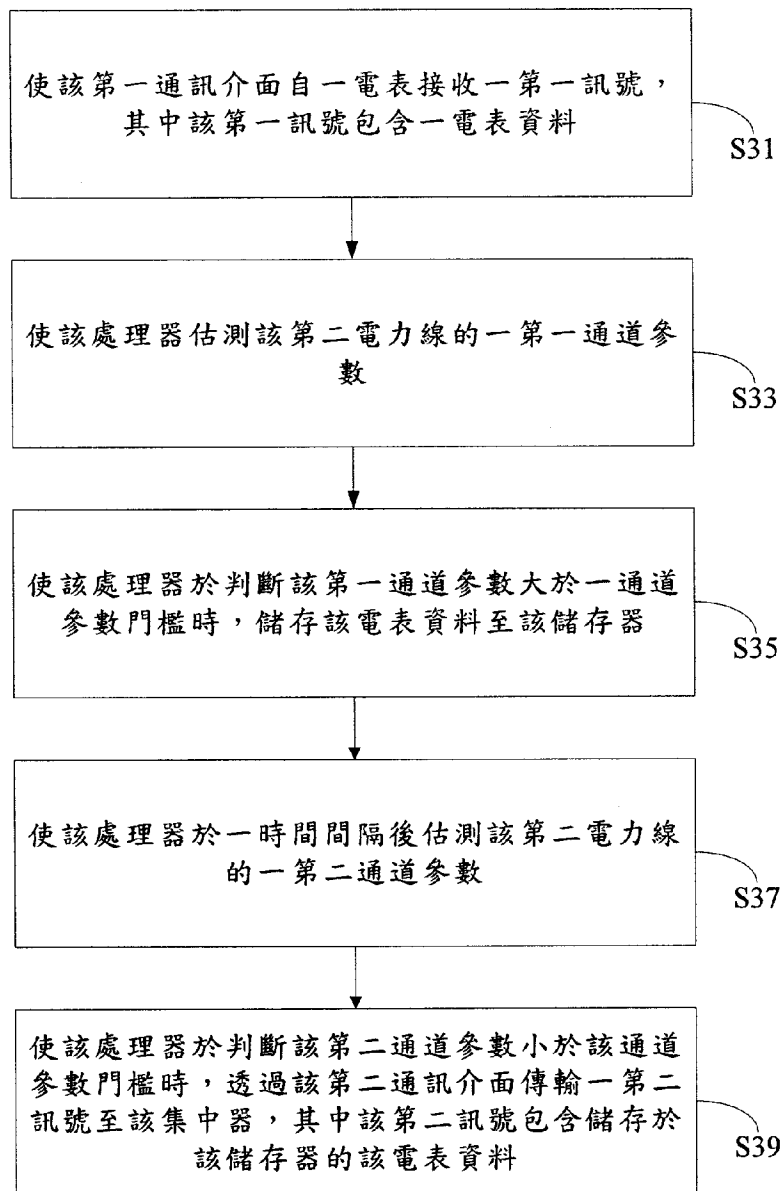 使該第一通訊介面自一電表接收一第一訊號，
其中該第一訊號包含一電表資料
S31
使該處理器估測該第二電力線的一第一通道參
數
S33
使該處理器於判斷該第一通道參數大於一通道
參數門檻時，儲存該電表資料至該儲存器
S35
使該處理器於一時間間隔後估測該第二電力線
的一第二通道參數
S37
使該處理器於判斷該第二通道參數小於該通道
參數門檻時，透過該第二通訊介面傳輸一第二
訊號至該集中器，其中該第二訊號包含儲存於
該儲存器的該電表資料
S39